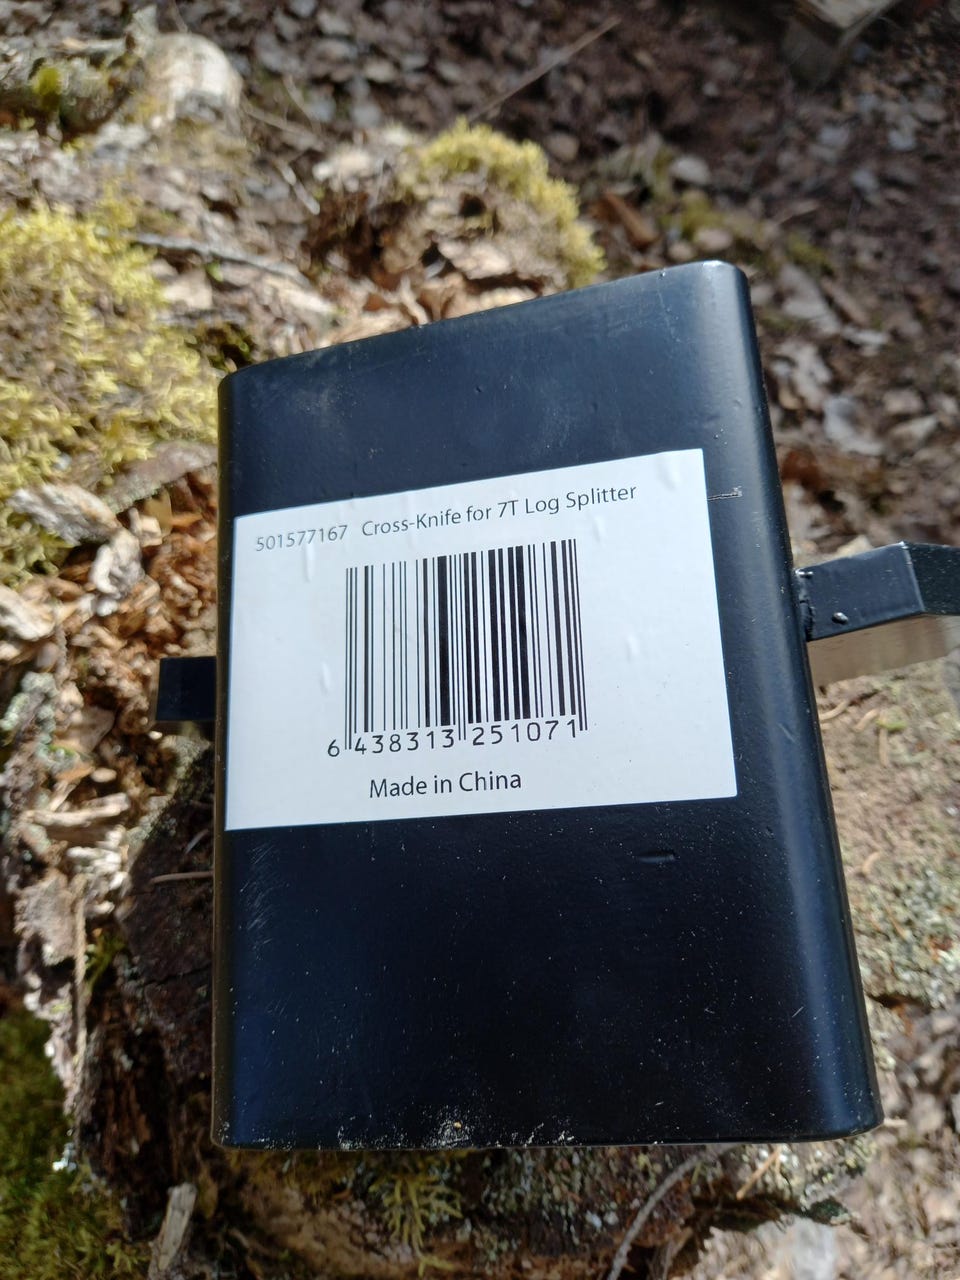 501577167 Cross-Knife for 7T Log Splitter
6 438313 251071
Made in China